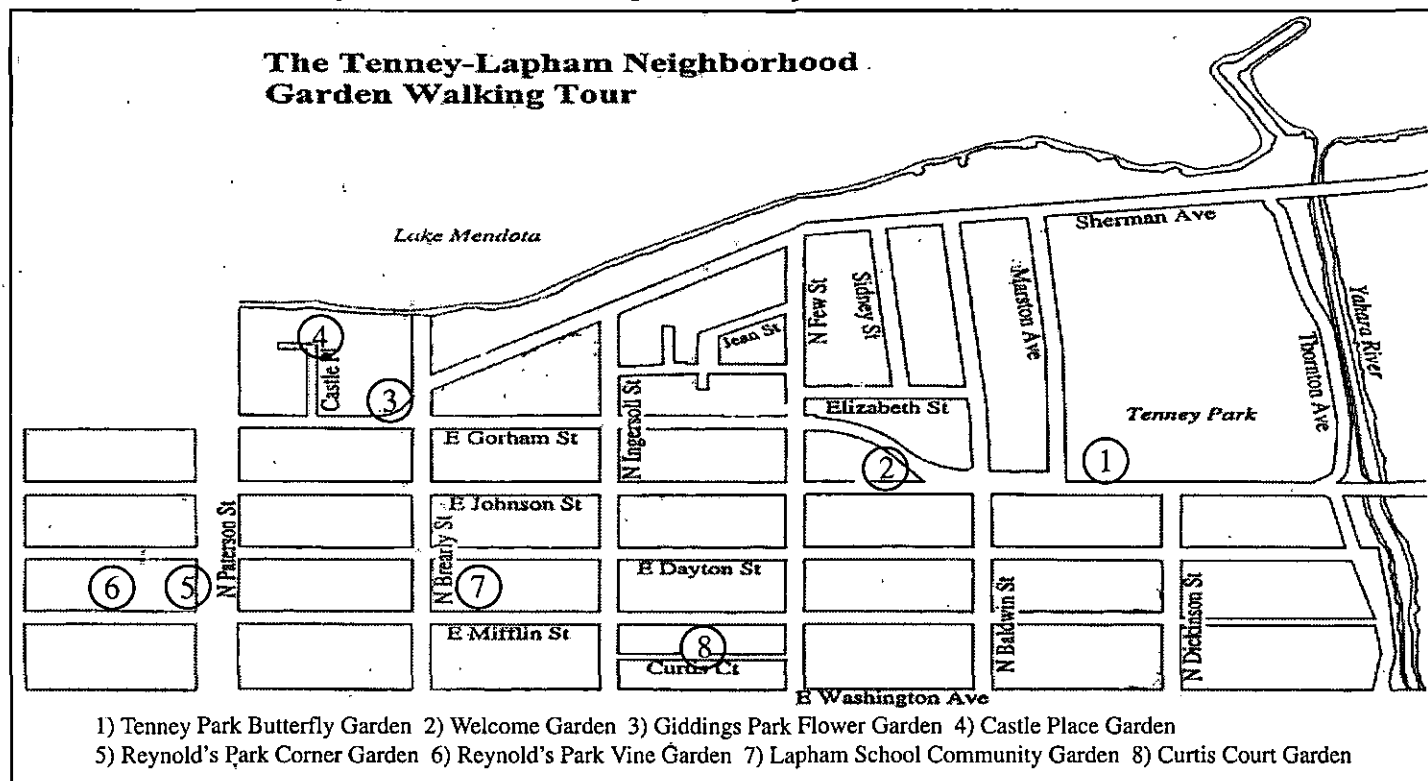 The Tenney-Lapham Neighborhood
Garden Walking Tour
Lake Mendota
Sherman Ave
Yahara River
Thornton Ave
Marston Ave
Sidney St
N Few St
Jean St
4
Castle Pl
3
Elizabeth St
Tenney Park
E Gorham St
N Ingersoll St
2
1
E Johnson St
N Paterson St
N Brearly St
6
5
7
E Dayton St
N Baldwin St
N Dickinson St
E Mifflin St
8
Curtis Ct
E Washington Ave
1) Tenney Park Butterfly Garden 2) Welcome Garden 3) Giddings Park Flower Garden 4) Castle Place Garden
5) Reynold's Park Corner Garden 6) Reynold's Park Vine Garden 7) Lapham School Community Garden 8) Curtis Court Garden